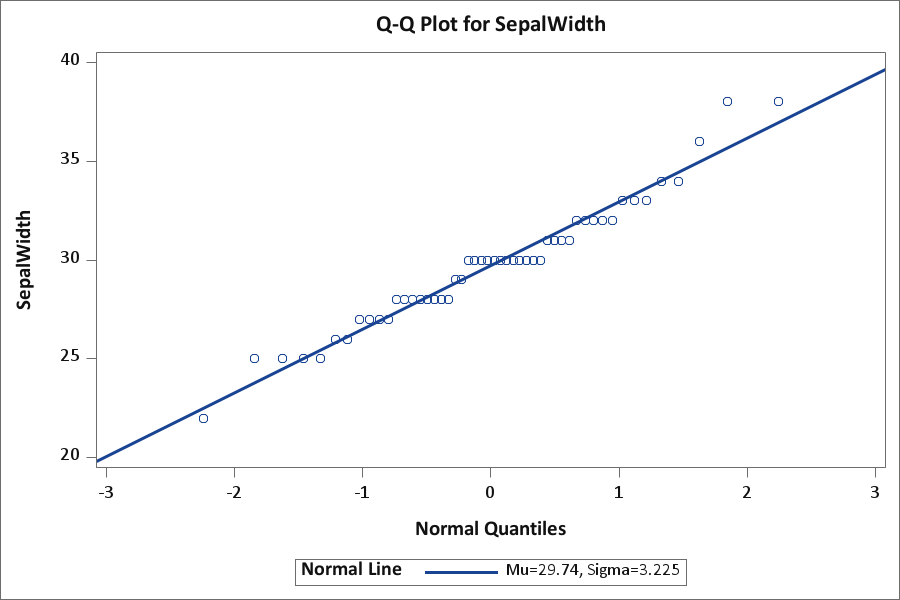 Q-Q Plot for SepalWidth
40
35
30
25
20
SepalWidth
-3 -2 -1 0 1 2 3
Normal Quantiles
Normal Line Mu=29.74, Sigma=3.225